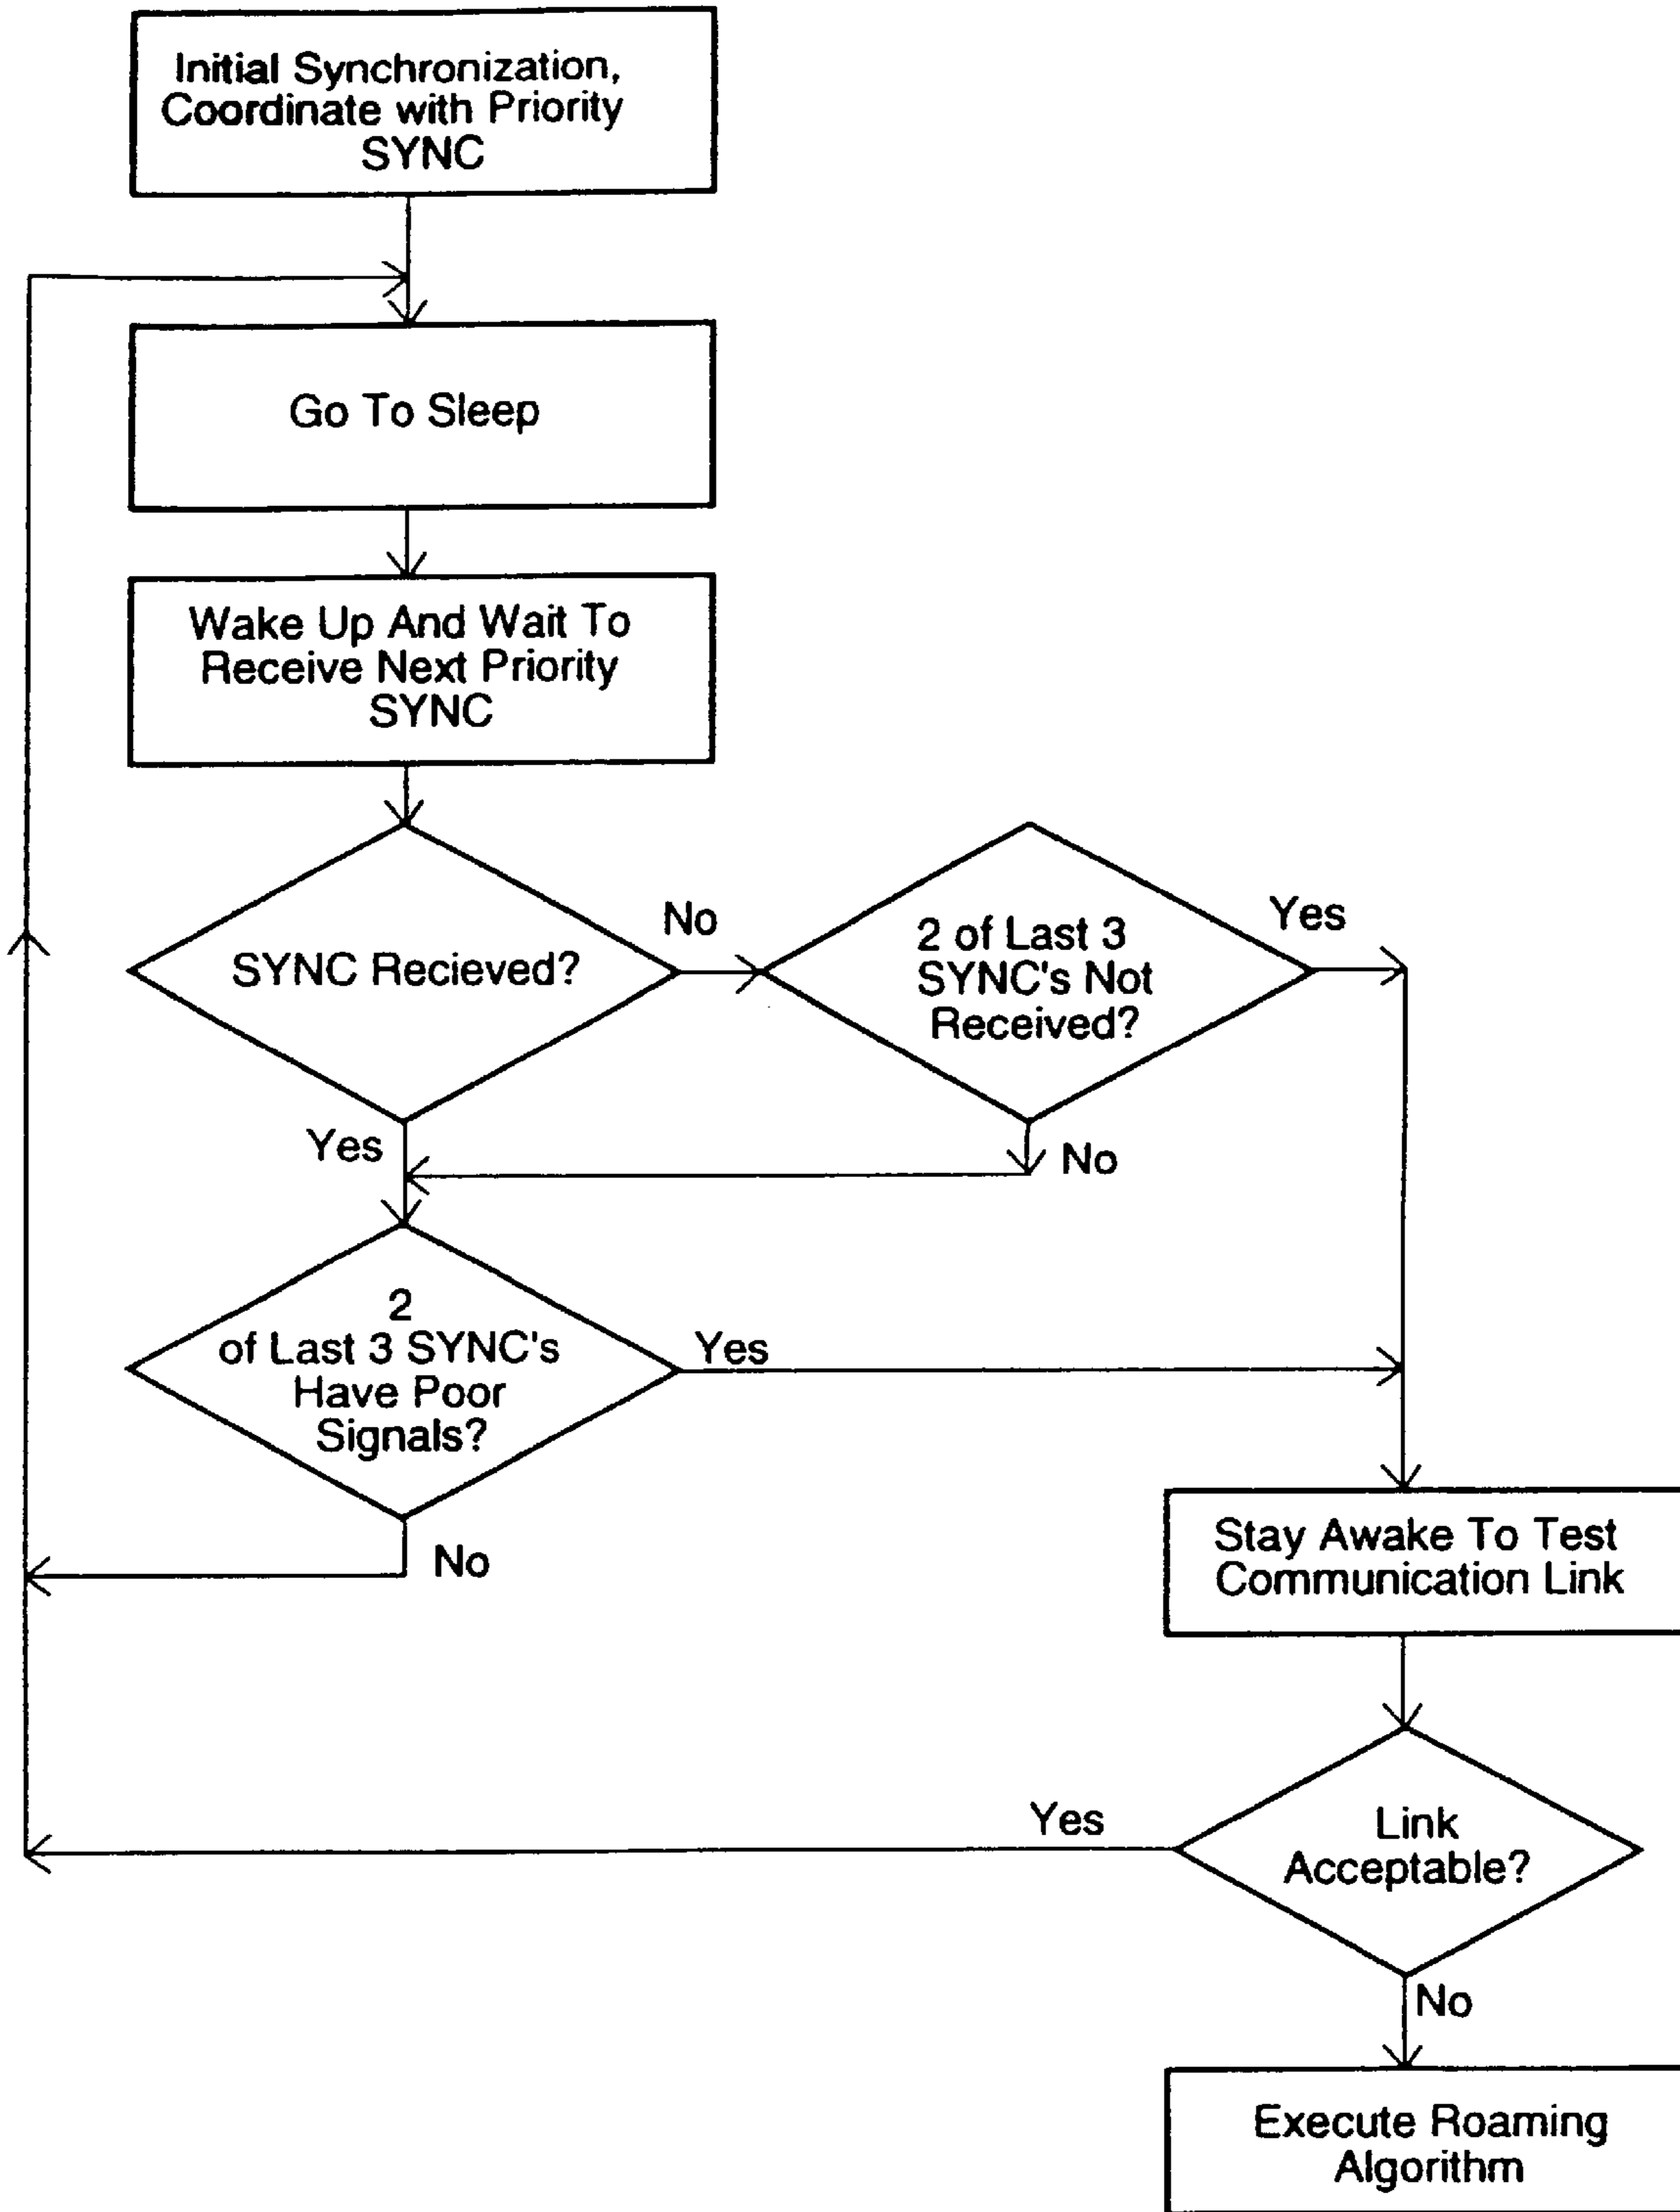 Initial Synchronization,
Coordinate with Priority
SYNC
Go To Sleep
Wake Up And Wait To
Receive Next Priority
SYNC
SYNC Recieved?
No
2 of Last 3
SYNC's Not
Received?
Yes
Yes
No
2
of Last 3 SYNC's
Have Poor
Signals?
Yes
No
Stay Awake To Test
Communication Link
Link
Acceptable?
Yes
No
Execute Roaming
Algorithm